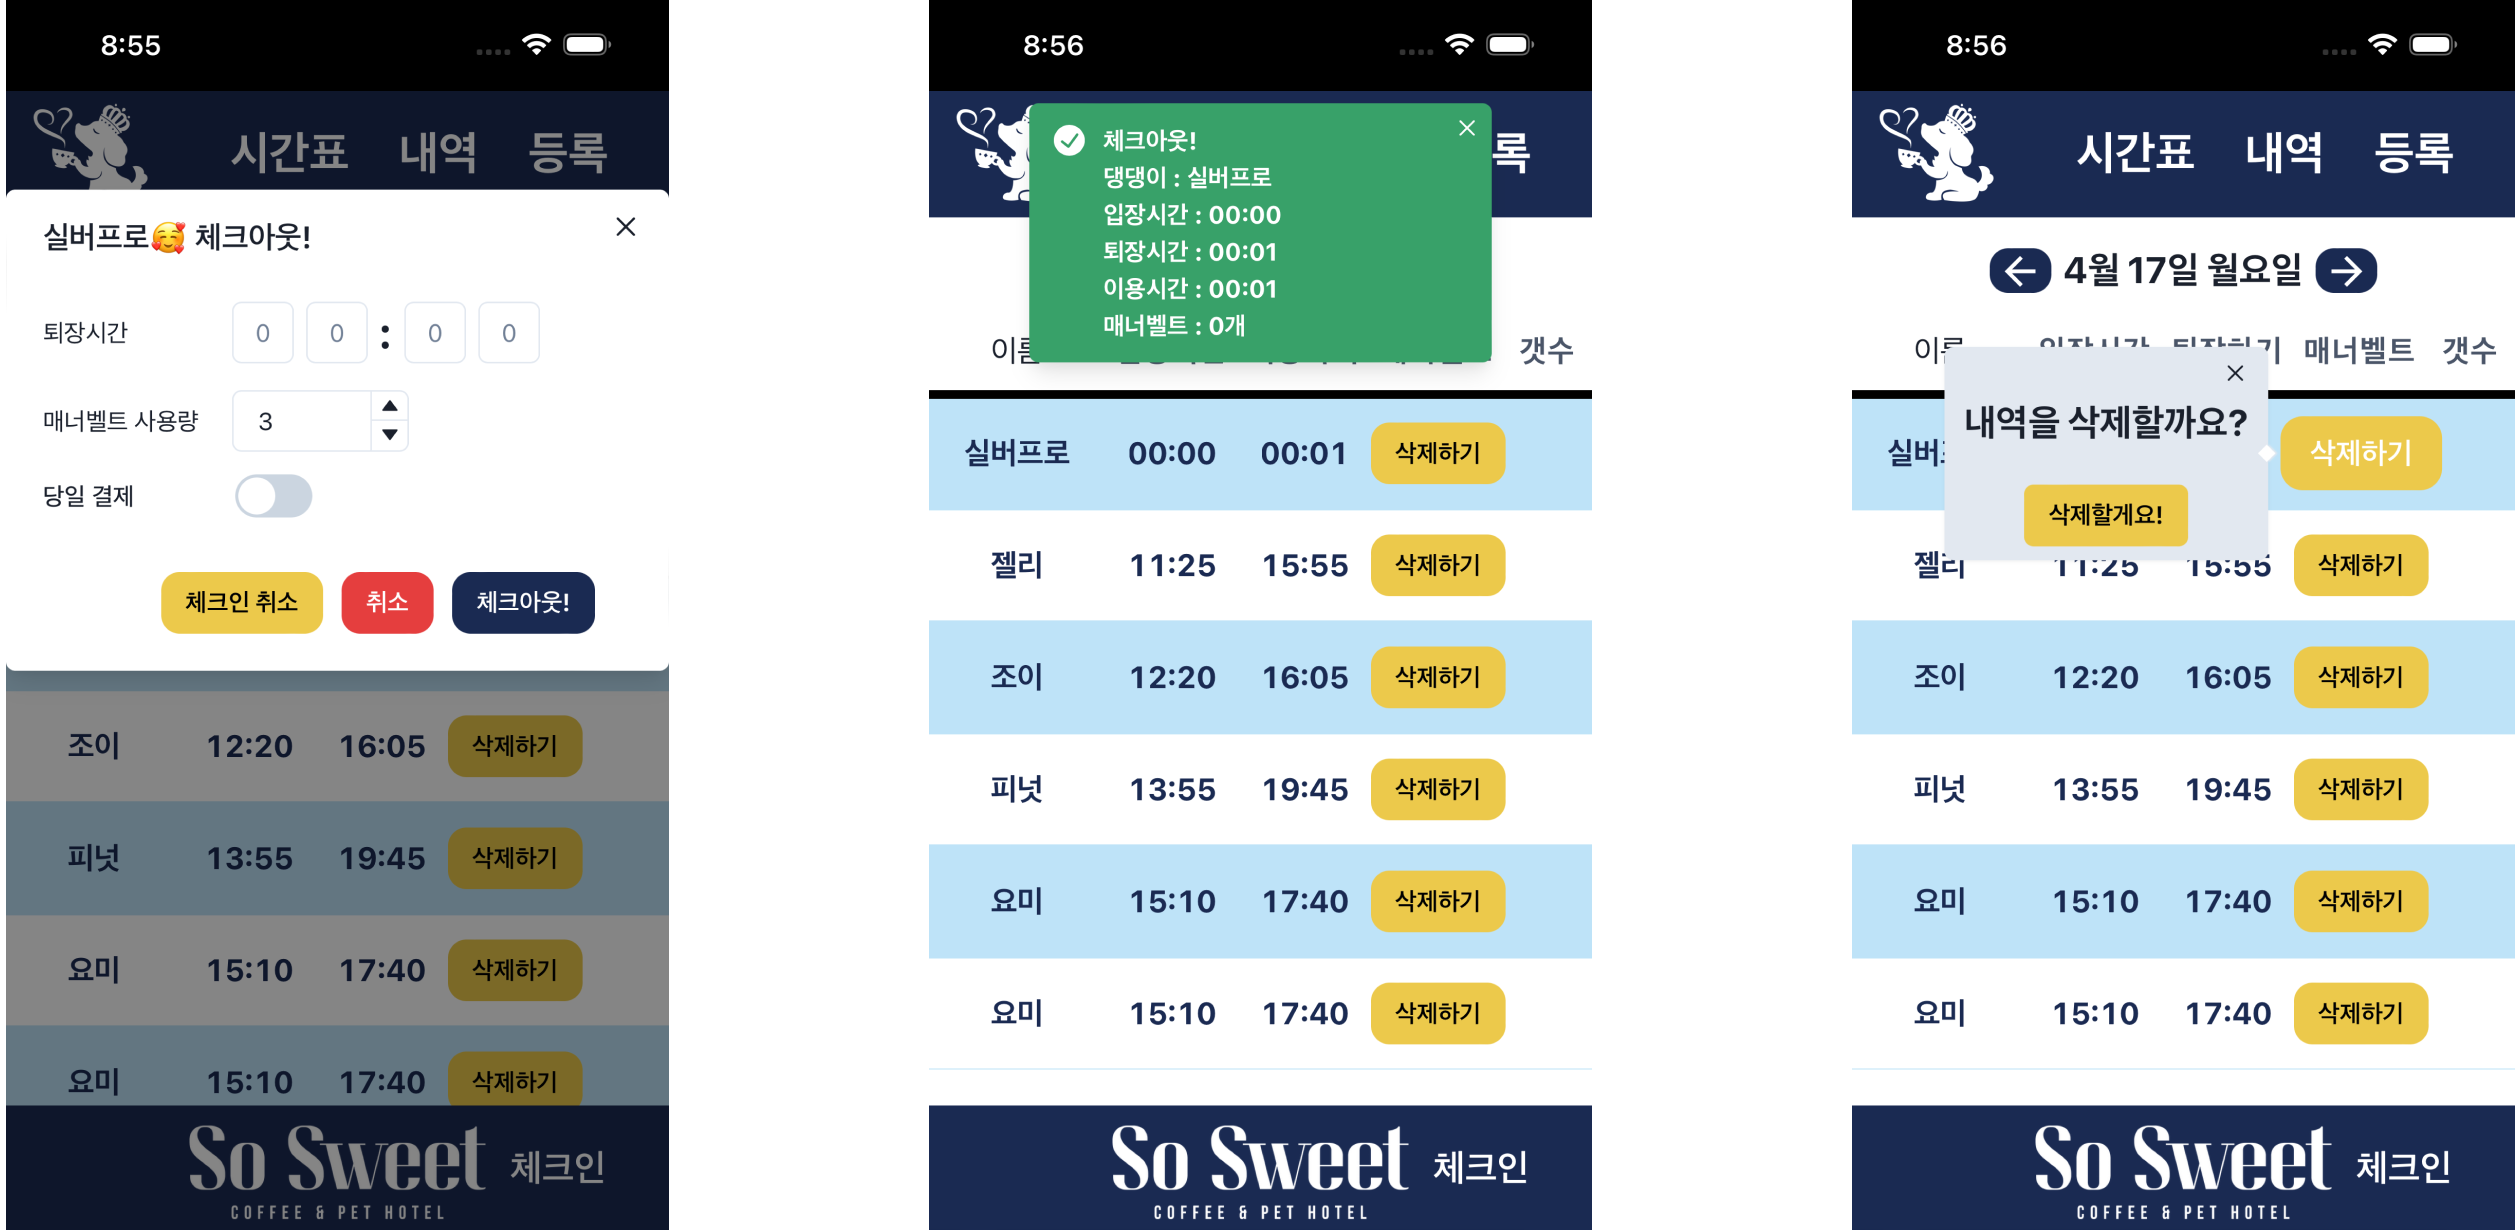 8:55
시간표 내역 등록
실버프로🥰 체크아웃!
퇴장시간 0 0 : 0 0
매너벨트 사용량 3
당일 결제
체크인 취소 취소 체크아웃!
조이 12:20 16:05 삭제하기
피넛 13:55 19:45 삭제하기
요미 15:10 17:40 삭제하기
요미 15:10 17:40 삭제하기
So Sweet 체크인
COFFEE & PET HOTEL
8:56
록
체크아웃!
댕댕이 : 실버프로
입장시간 : 00:00
퇴장시간 : 00:01
이용시간 : 00:01
매너벨트 : 0개
갯수
실버프로 00:00 00:01 삭제하기
젤리 11:25 15:55 삭제하기
조이 12:20 16:05 삭제하기
피넛 13:55 19:45 삭제하기
요미 15:10 17:40 삭제하기
요미 15:10 17:40 삭제하기
So Sweet 체크인
COFFEE & PET HOTEL
8:56
시간표 내역 등록
4월 17일 월요일
매너벨트 갯수
내역을 삭제할까요?
삭제하기
삭제할게요!
젤리 11:25 15:55 삭제하기
조이 12:20 16:05 삭제하기
피넛 13:55 19:45 삭제하기
요미 15:10 17:40 삭제하기
요미 15:10 17:40 삭제하기
So Sweet 체크인
COFFEE & PET HOTEL